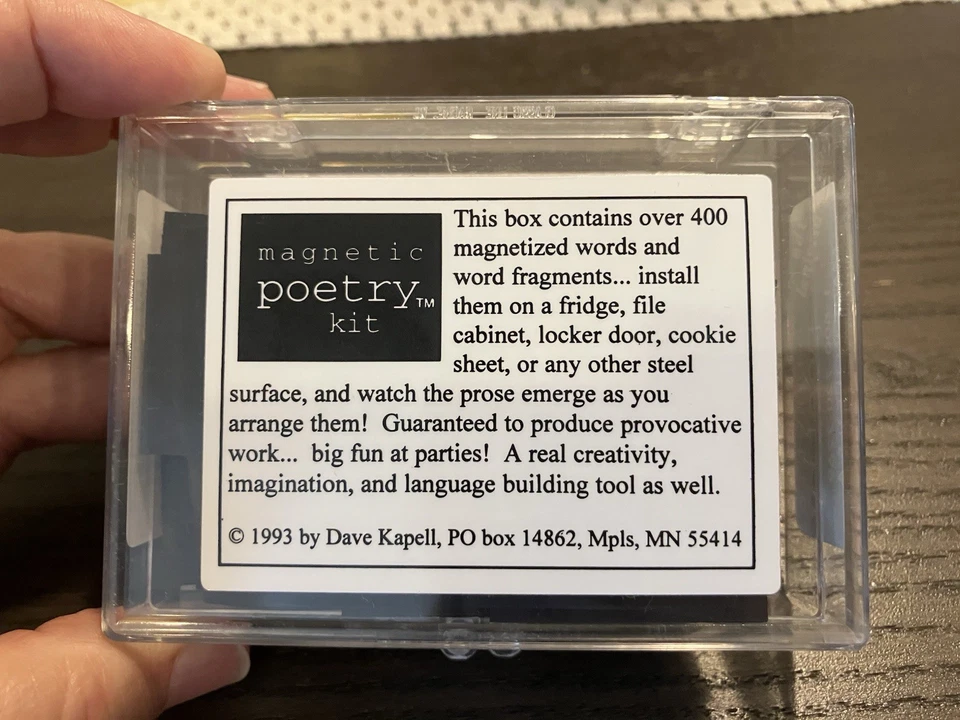 magnetic
poetry™
kit
This box contains over 400
magnetized words and
word fragments... install
them on a fridge, file
cabinet, locker door, cookie
sheet, or any other steel
surface, and watch the prose emerge as you
arrange them!  Guaranteed to produce provocative
work...  big fun at parties!  A real creativity,
imagination, and language building tool as well.
© 1993 by Dave Kapell, PO box 14862, Mpls, MN 55414